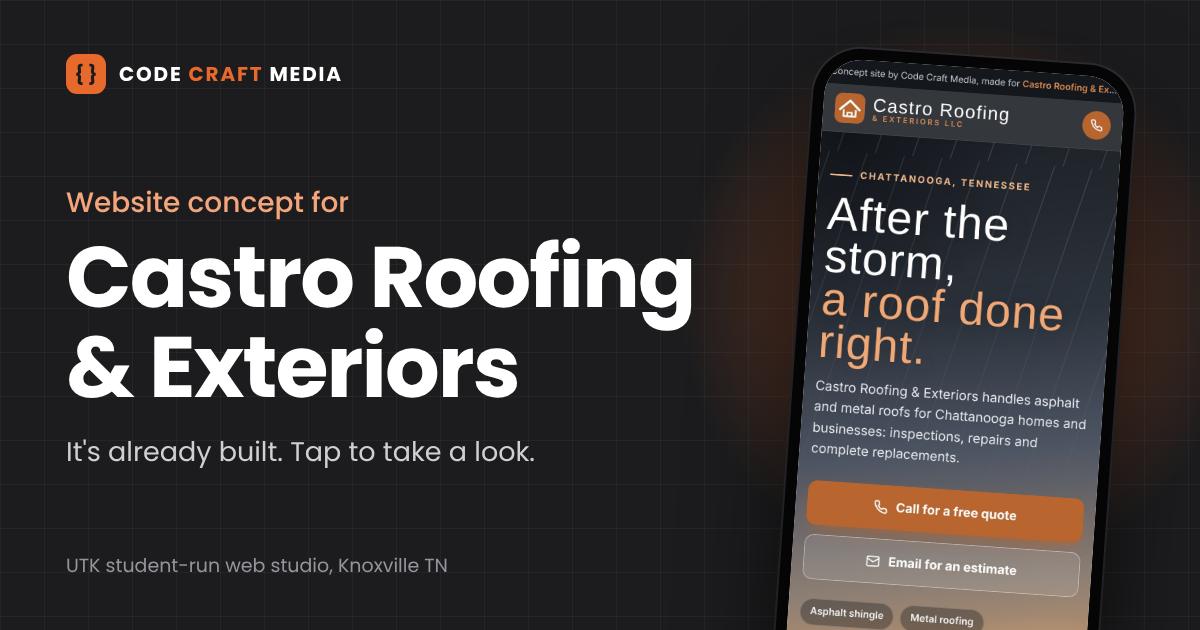 { } CODE CRAFT MEDIA
Website concept for
Castro Roofing
& Exteriors
It's already built. Tap to take a look.
UTK student-run web studio, Knoxville TN
Concept site by Code Craft Media, made for Castro Roofing & Ex...
Castro Roofing
& EXTERIORS LLC
CHATTANOOGA, TENNESSEE
After the
storm,
a roof done
right.
Castro Roofing & Exteriors handles asphalt
and metal roofs for Chattanooga homes and
businesses: inspections, repairs and
complete replacements.
Call for a free quote
Email for an estimate
Asphalt shingle
Metal roofing